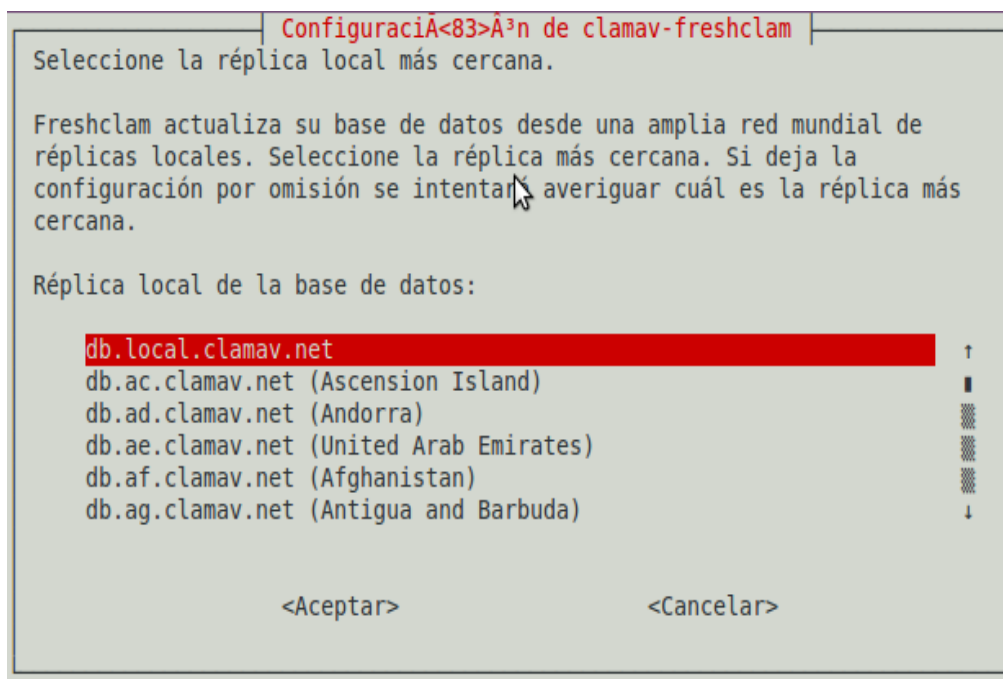 ConfiguraciÃ<83>Â³n de clamav-freshclam
Seleccione la réplica local más cercana.
Freshclam actualiza su base de datos desde una amplia red mundial de
réplicas locales. Seleccione la réplica más cercana. Si deja la
configuración por omisión se intentará averiguar cuál es la réplica más
cercana.
Réplica local de la base de datos:
db.local.clamav.net
db.ac.clamav.net (Ascension Island)
db.ad.clamav.net (Andorra)
db.ae.clamav.net (United Arab Emirates)
db.af.clamav.net (Afghanistan)
db.ag.clamav.net (Antigua and Barbuda)
<Aceptar> <Cancelar>